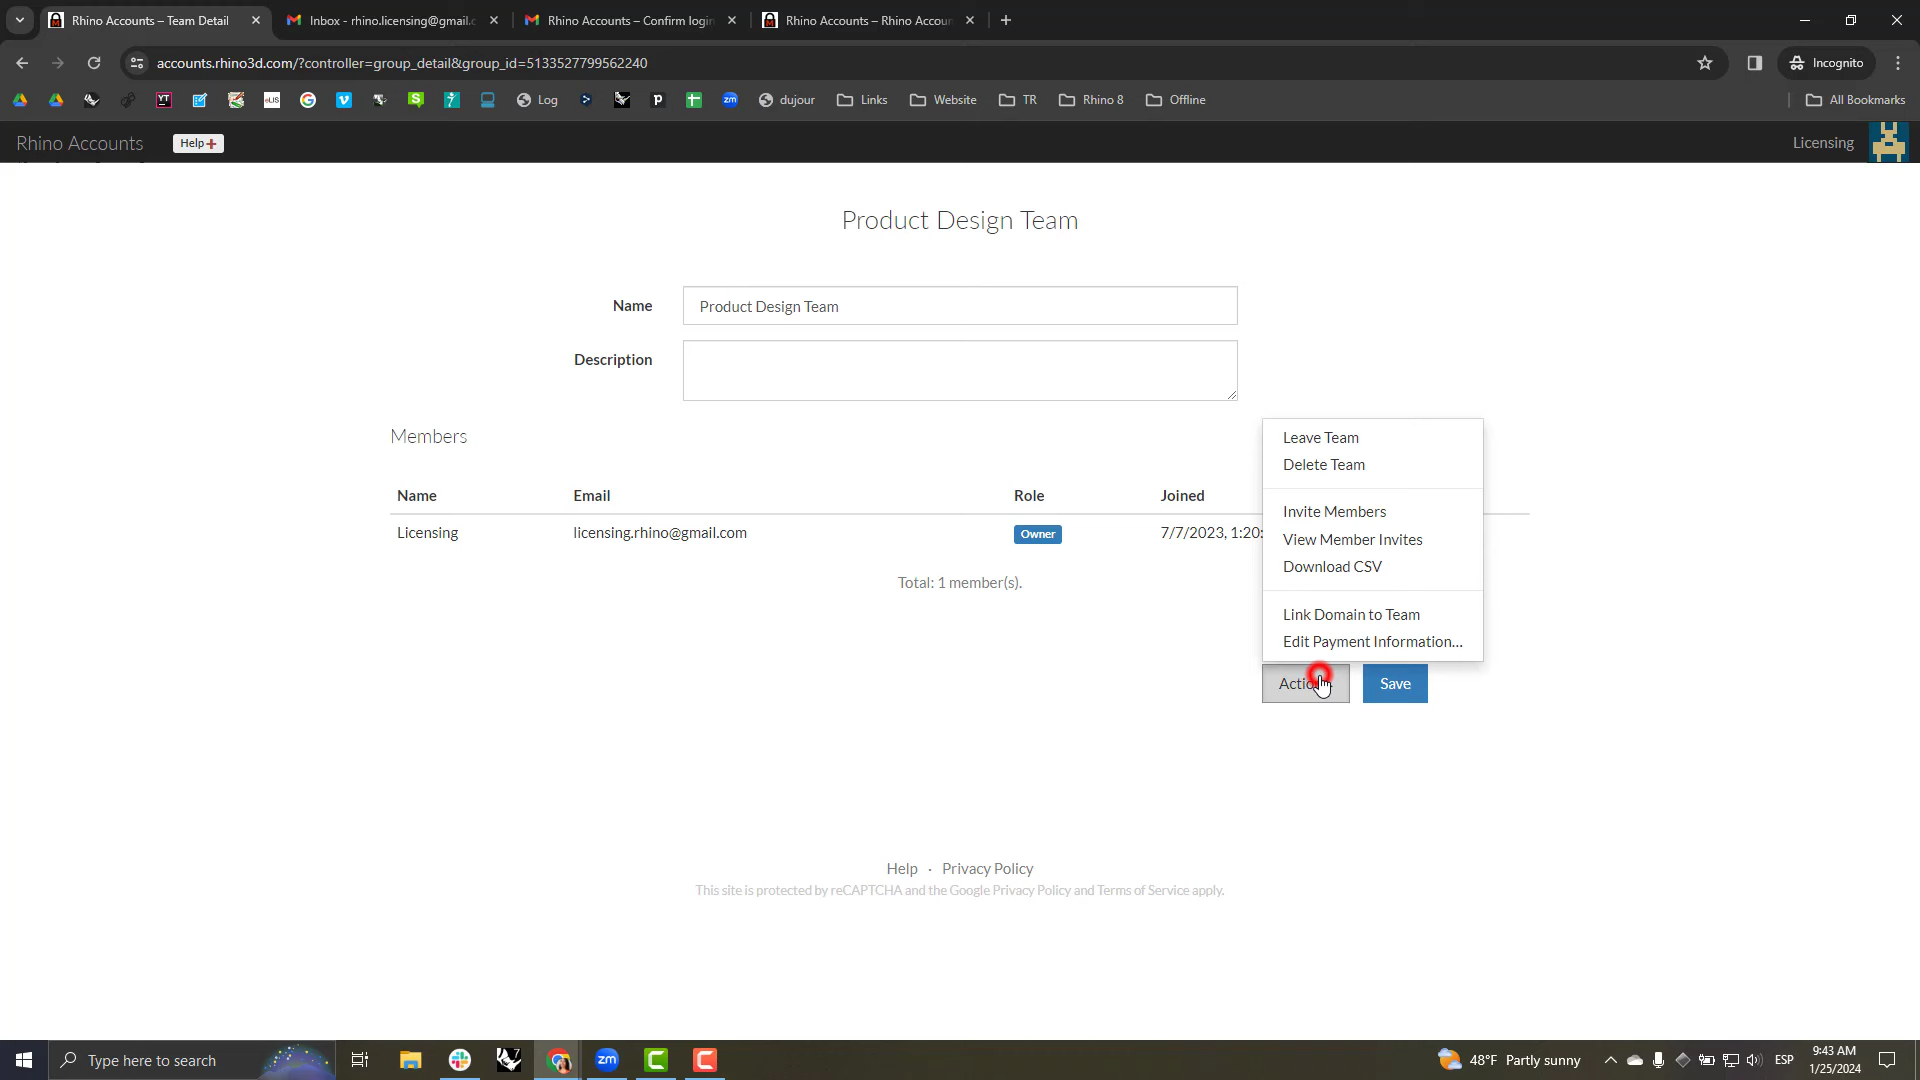 Rhino Accounts – Team Detail
Inbox - rhino.licensing@gmail.c
Rhino Accounts – Confirm login
Rhino Accounts – Rhino Accoun
accounts.rhino3d.com/?controller=group_detail&group_id=5133527799562240
Incognito
Log
dujour
Links
Website
TR
Rhino 8
Offline
All Bookmarks
Rhino Accounts
Help
Licensing
Product Design Team
Name
Product Design Team
Description
Members
Name Email Role Joined
Licensing licensing.rhino@gmail.com Owner 7/7/2023, 1:20:
Total: 1 member(s).
Leave Team
Delete Team
Invite Members
View Member Invites
Download CSV
Link Domain to Team
Edit Payment Information...
Save
Help · Privacy Policy
This site is protected by reCAPTCHA and the Google Privacy Policy and Terms of Service apply.
Type here to search
zm
48°F Partly sunny
ESP
9:43 AM
1/25/2024